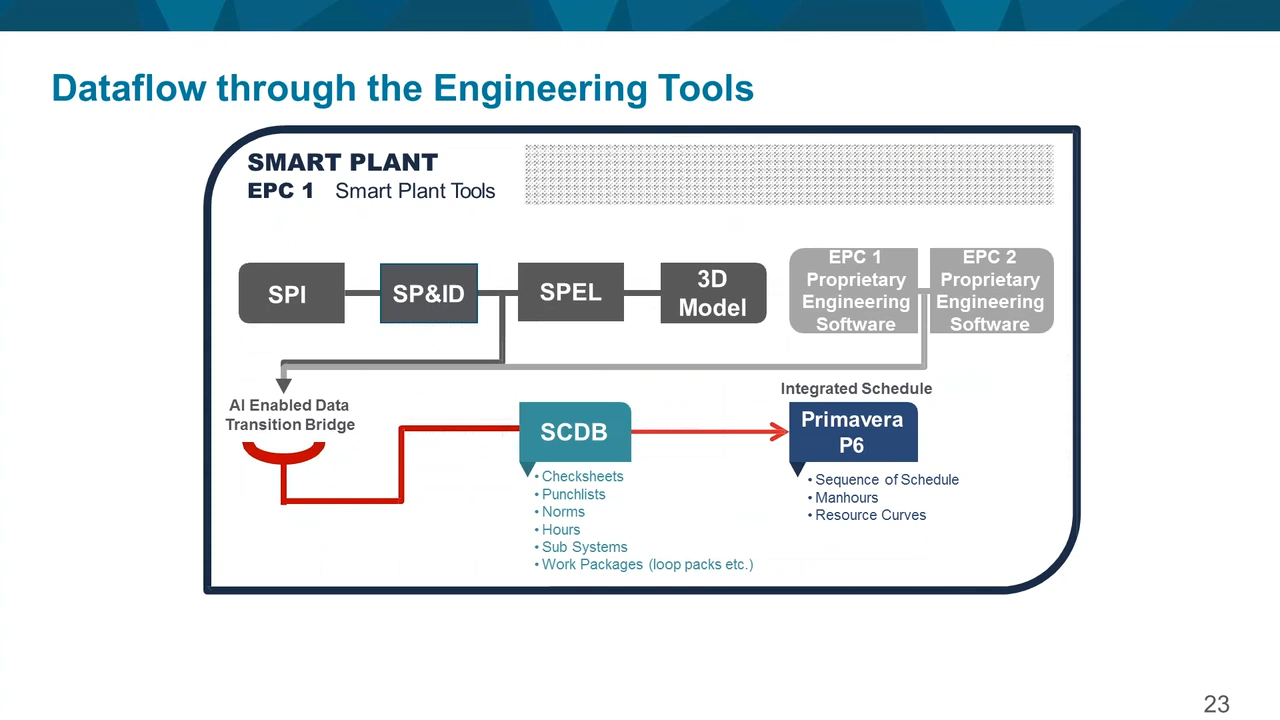 Dataflow through the Engineering Tools
SMART PLANT
EPC 1 Smart Plant Tools
SPI
SP&ID
SPEL
3D
Model
EPC 1
Proprietary
Engineering
Software
EPC 2
Proprietary
Engineering
Software
AI Enabled Data
Transition Bridge
SCDB
• Checksheets
• Punchlists
• Norms
• Hours
• Sub Systems
• Work Packages (loop packs etc.)
Integrated Schedule
Primavera
P6
• Sequence of Schedule
• Manhours
• Resource Curves
23